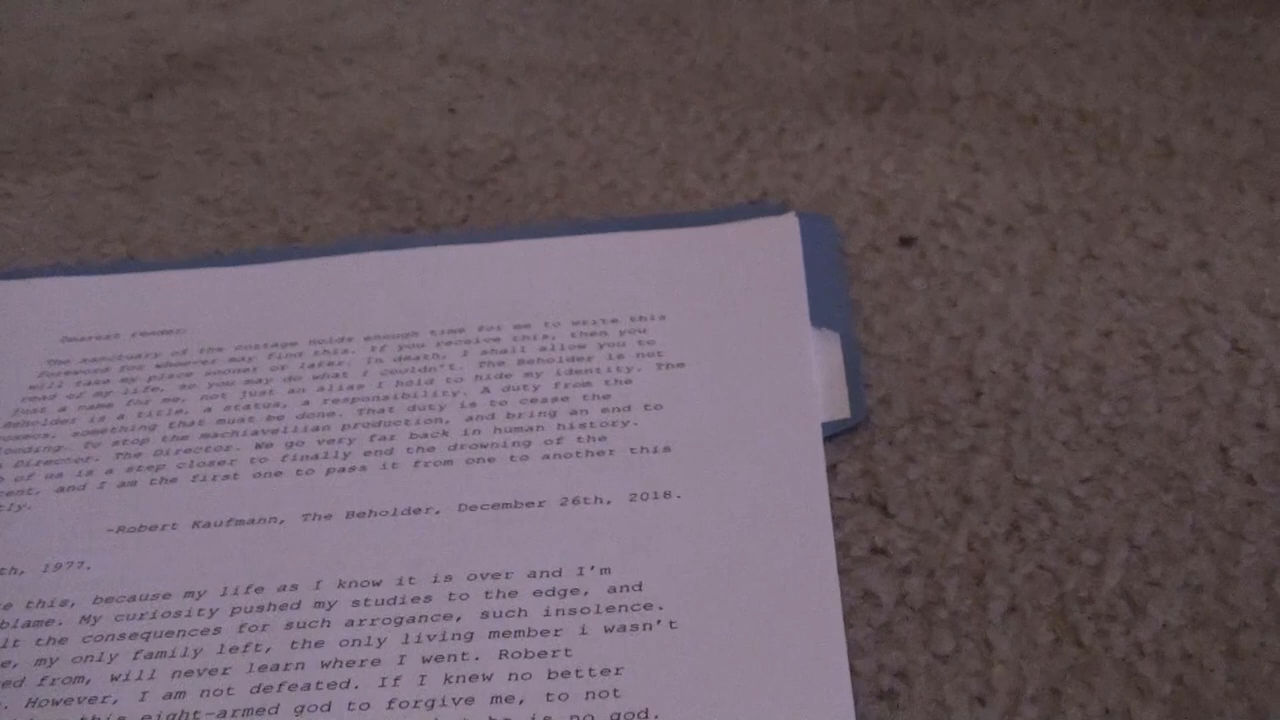 Dearest reader,
The sanctuary of the cottage holds enough time for me to write this
foreword for whoever may find this. If you receive this, then you
will take my place sooner or later. In death, I shall allow you to
read of my life, so you may do what I couldn't. The Beholder is not
just a name for me, not just an alias I hold to hide my identity. The
Beholder is a title, a status, a responsibility. A duty from the
something that must be done. That duty is to cease the
To stop the machiavellian production, and bring an end to
Director. The Director. We go very far back in human history.
of us is a step closer to finally end the drowning of the
and I am the first one to pass it from one to another this
-Robert Kaufmann, The Beholder, December 26th, 2018.
th, 1977.
this, because my life as I know it is over and I'm
blame. My curiosity pushed my studies to the edge, and
the consequences for such arrogance, such insolence.
my only family left, the only living member i wasn't
from, will never learn where I went. Robert
However, I am not defeated. If I knew no better
this eight-armed god to forgive me, to not
he is no god.